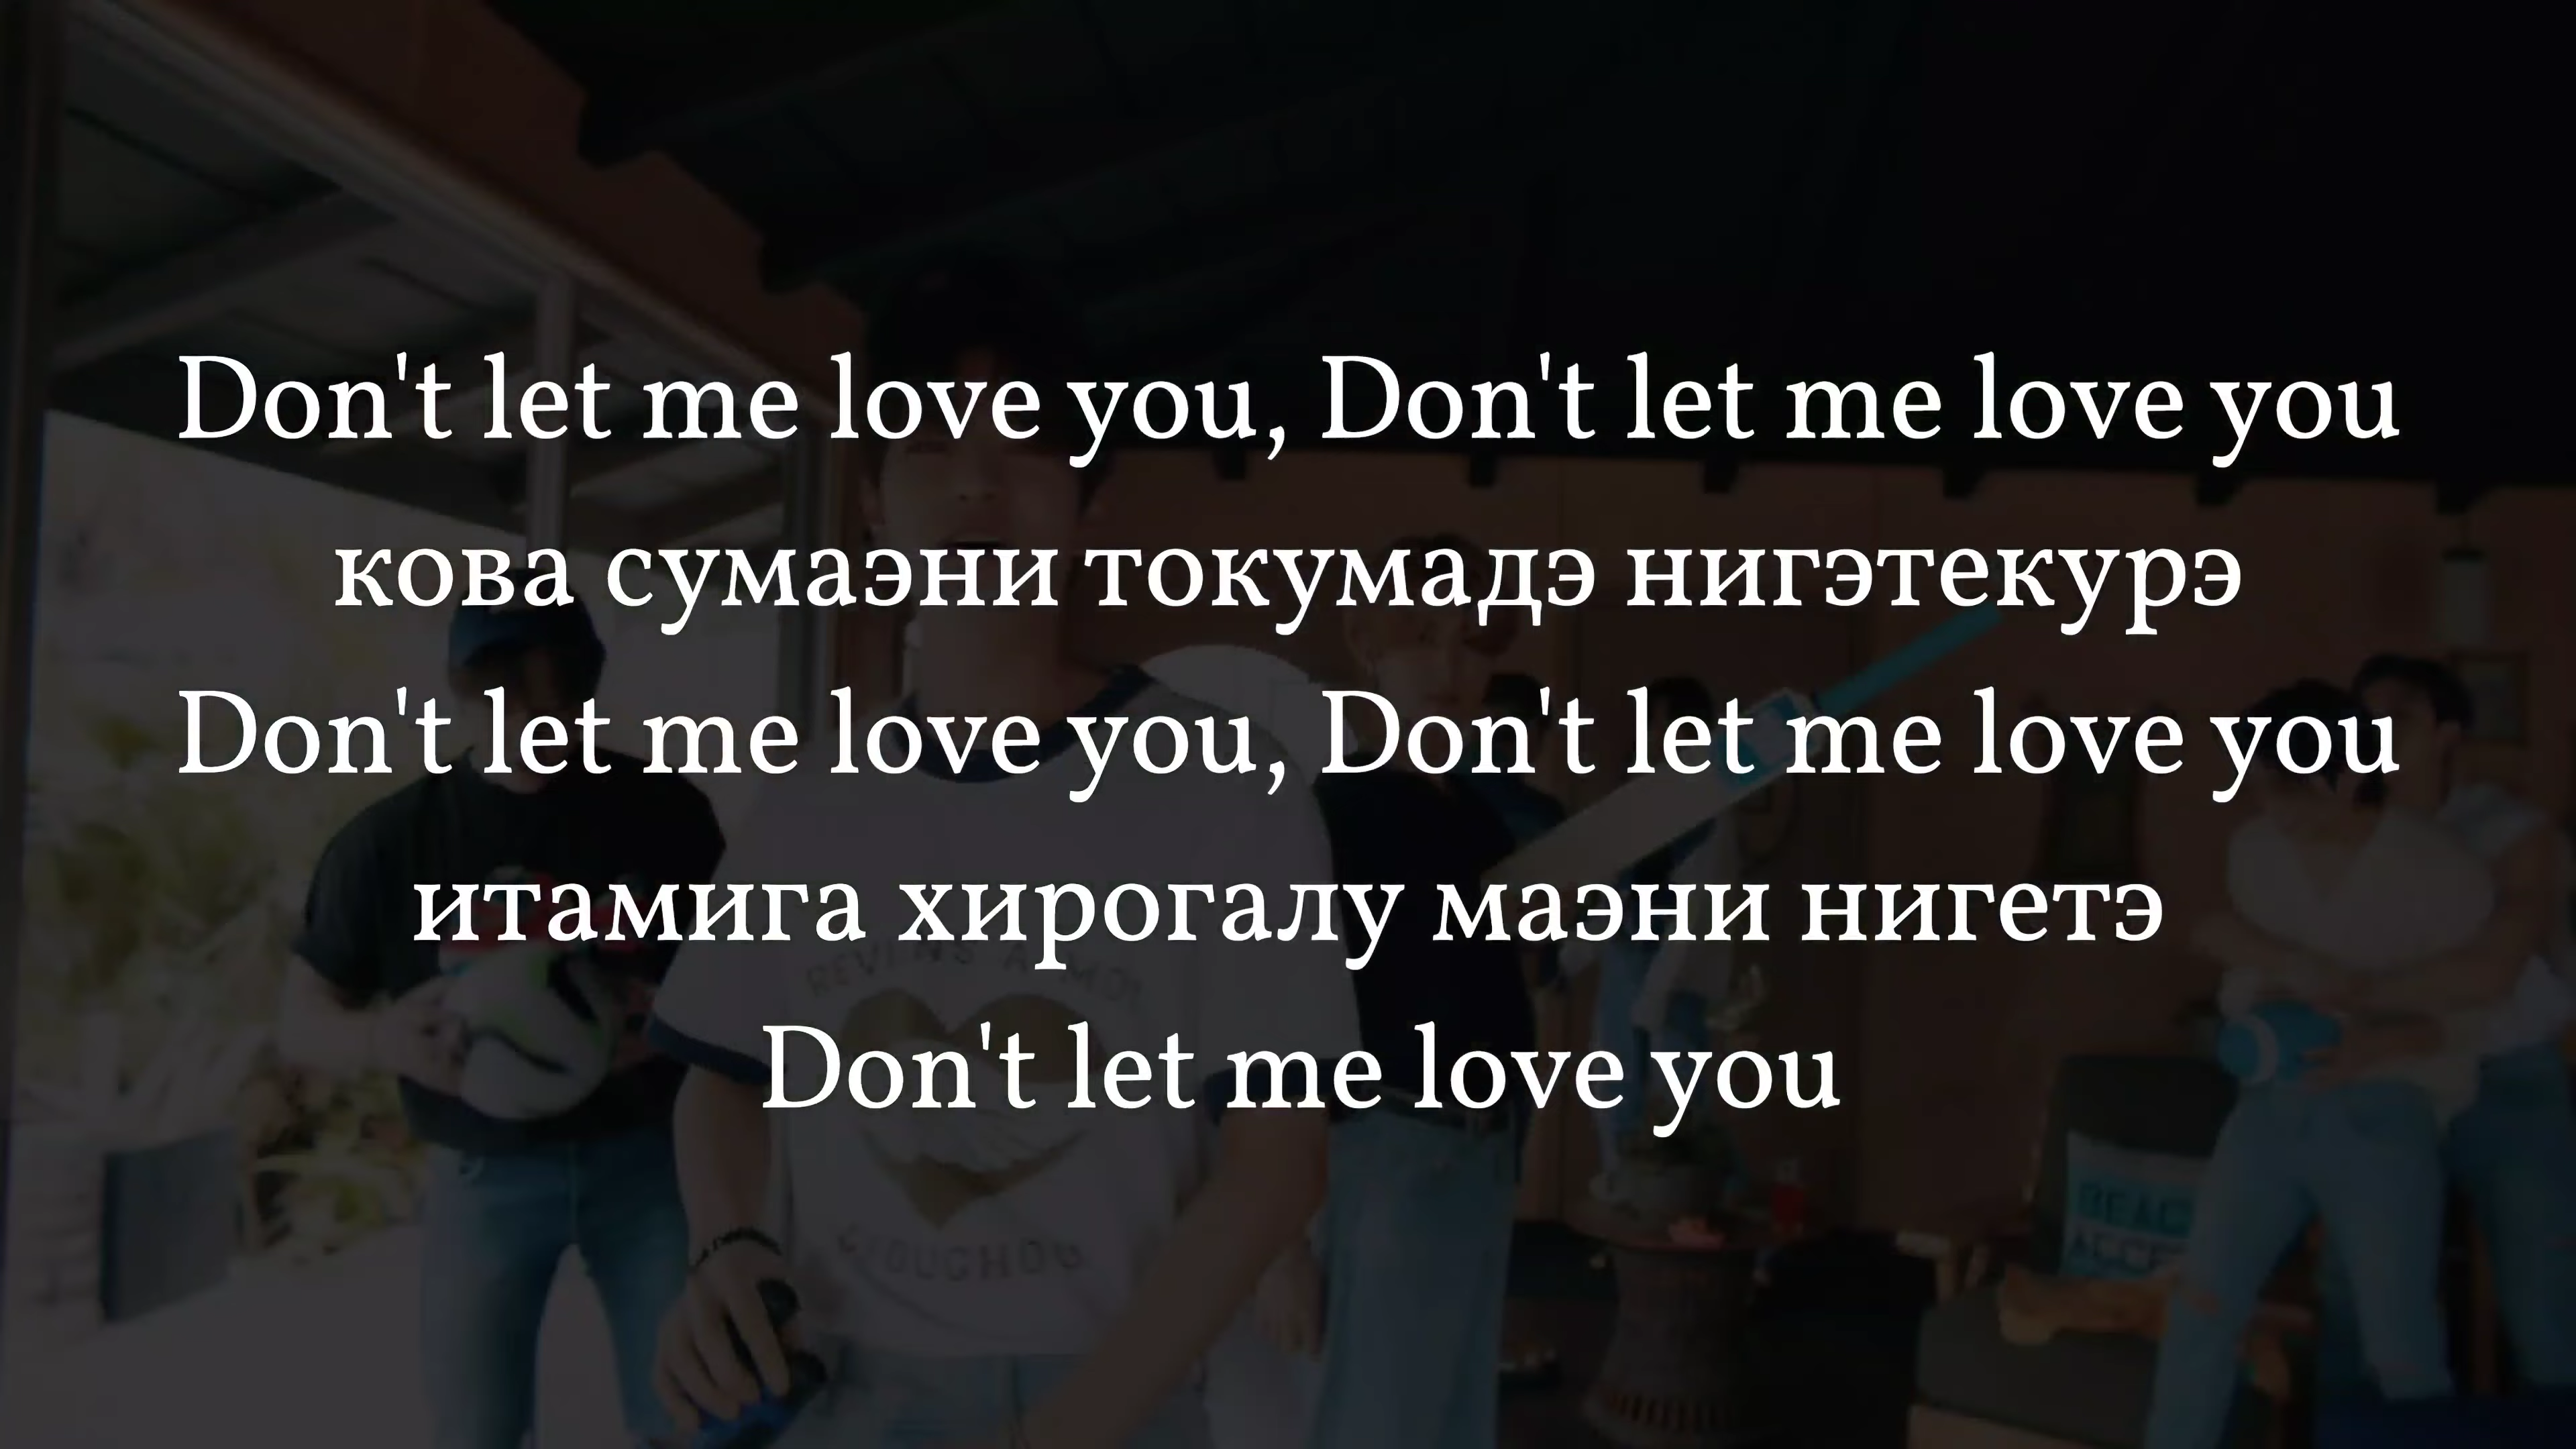 Don't let me love you, Don't let me love you
кова сумаэни токумадэ нигэтекурэ
Don't let me love you, Don't let me love you
итамига хирогалу маэни нигетэ
Don't let me love you